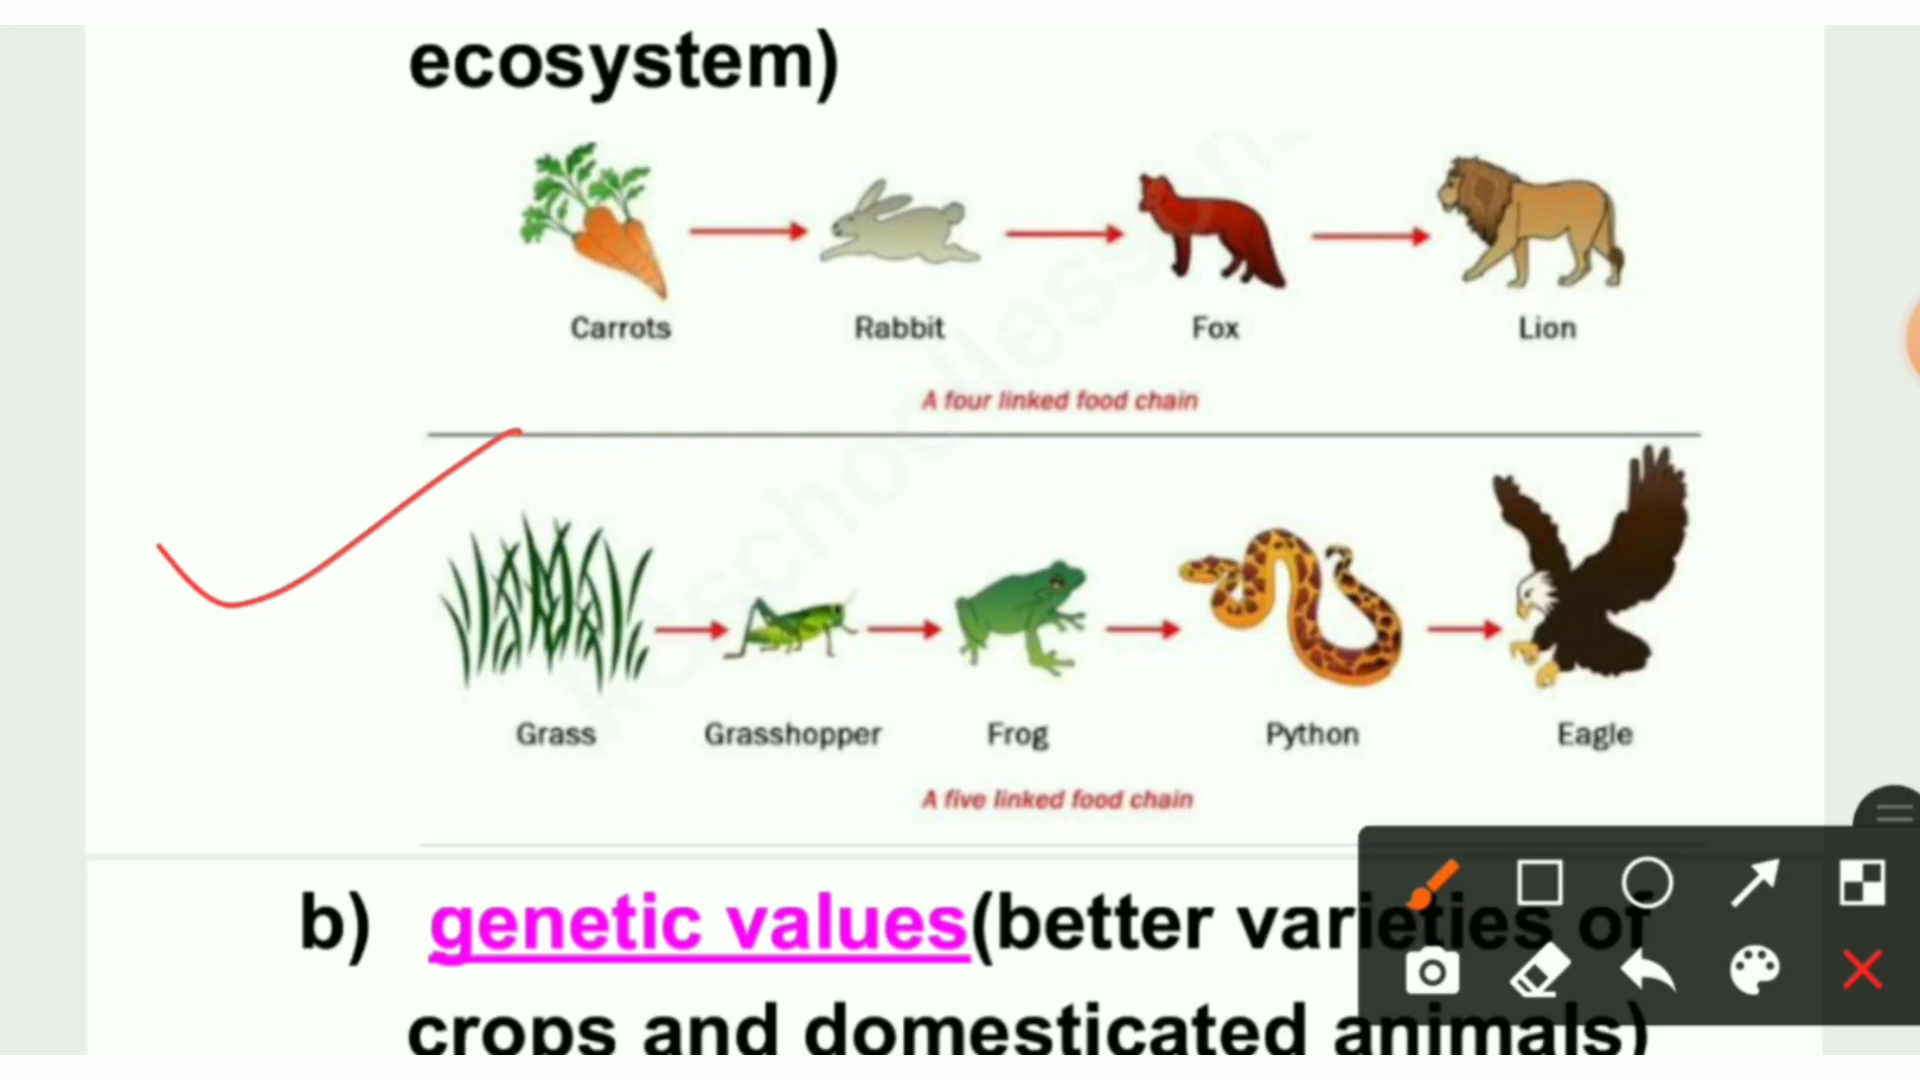 ecosystem)
Carrots Rabbit Fox Lion
A four linked food chain
Grass Grasshopper Frog Python Eagle
A five linked food chain
b) genetic values(better varieties of
crops and domesticated animals)